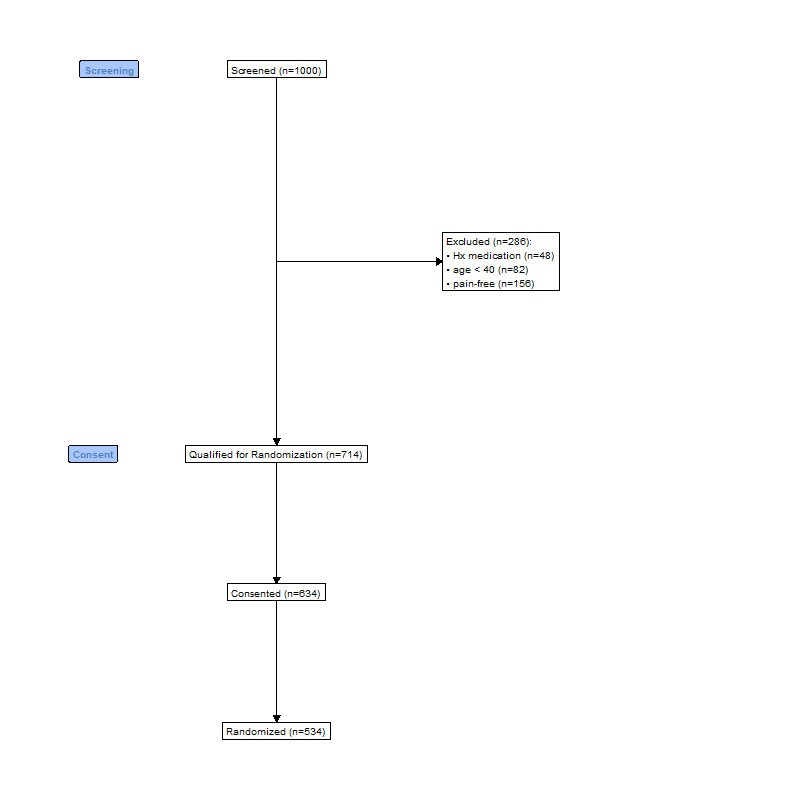 Screening
Screened (n=1000)
Excluded (n=286):
• Hx medication (n=48)
• age < 40 (n=82)
• pain-free (n=156)
Consent
Qualified for Randomization (n=714)
Consented (n=634)
Randomized (n=534)